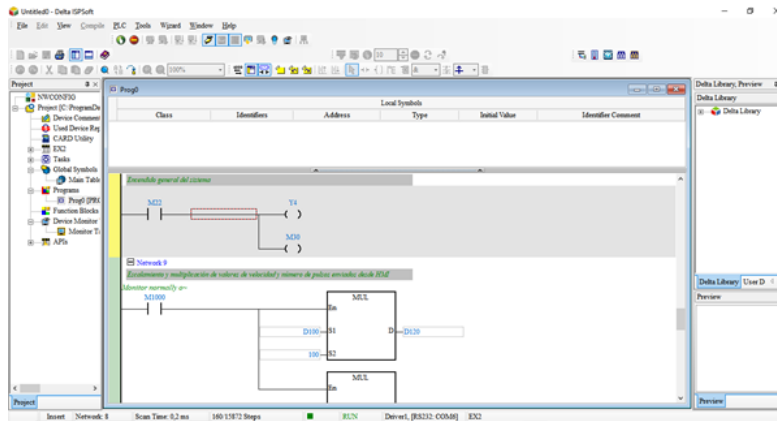 Untitled0 - Delta ISPSoft
File Edit View Compile PLC Tools Wizard Window Help
Project
Prog0
Delta Library, Preview
NWCONFIG
Project [C:\ProgramDe
Device Comment
Used Device Rep
CARD Utility
EX2
Tasks
Global Symbols
Main Table
Programs
Prog0 [PRG
Function Blocks
Device Monitor
Monitor T
APIs
Local Symbols
Class Identifiers Address Type Initial Value Identifier Comment
Delta Library
Delta Library
Encendido general del sistema
M22 Y4
M30
Network 9
Escalamiento y multiplicación de valores de velocidad y número de pulsos enviados desde HMI
Monitor normally o~
M1000
MUL
En
D100 S1 D D120
100 S2
MUL
En
Delta Library User D
Preview
Project
Preview
Insert Network: 8 Scan Time: 0,2 ms 160/15872 Steps RUN Driver1, [RS232: COM6] EX2